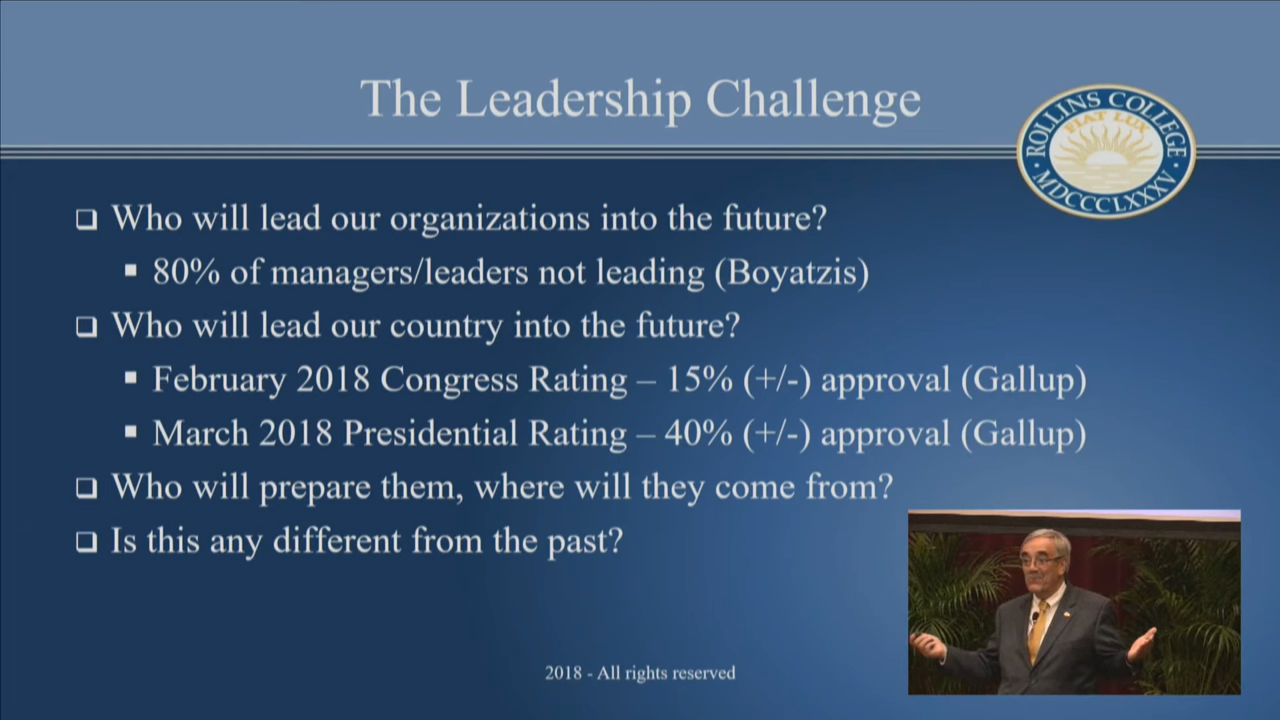 The Leadership Challenge
ROLLINS COLLEGE
FIAT LUX
MDCCCLXXXV
❑ Who will lead our organizations into the future?
▪ 80% of managers/leaders not leading (Boyatzis)
❑ Who will lead our country into the future?
▪ February 2018 Congress Rating – 15% (+/-) approval (Gallup)
▪ March 2018 Presidential Rating – 40% (+/-) approval (Gallup)
❑ Who will prepare them, where will they come from?
❑ Is this any different from the past?
2018 - All rights reserved